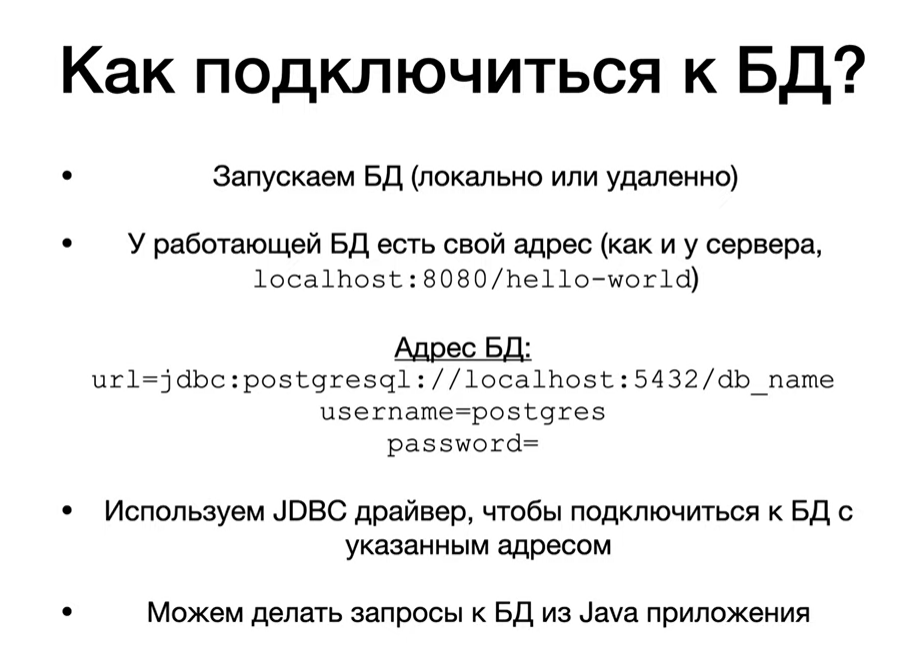 Как подключиться к БД?
• Запускаем БД (локально или удаленно)
• У работающей БД есть свой адрес (как и у сервера,
localhost:8080/hello-world)
Адрес БД:
url=jdbc:postgresql://localhost:5432/db_name
username=postgres
password=
• Используем JDBC драйвер, чтобы подключиться к БД с
указанным адресом
• Можем делать запросы к БД из Java приложения